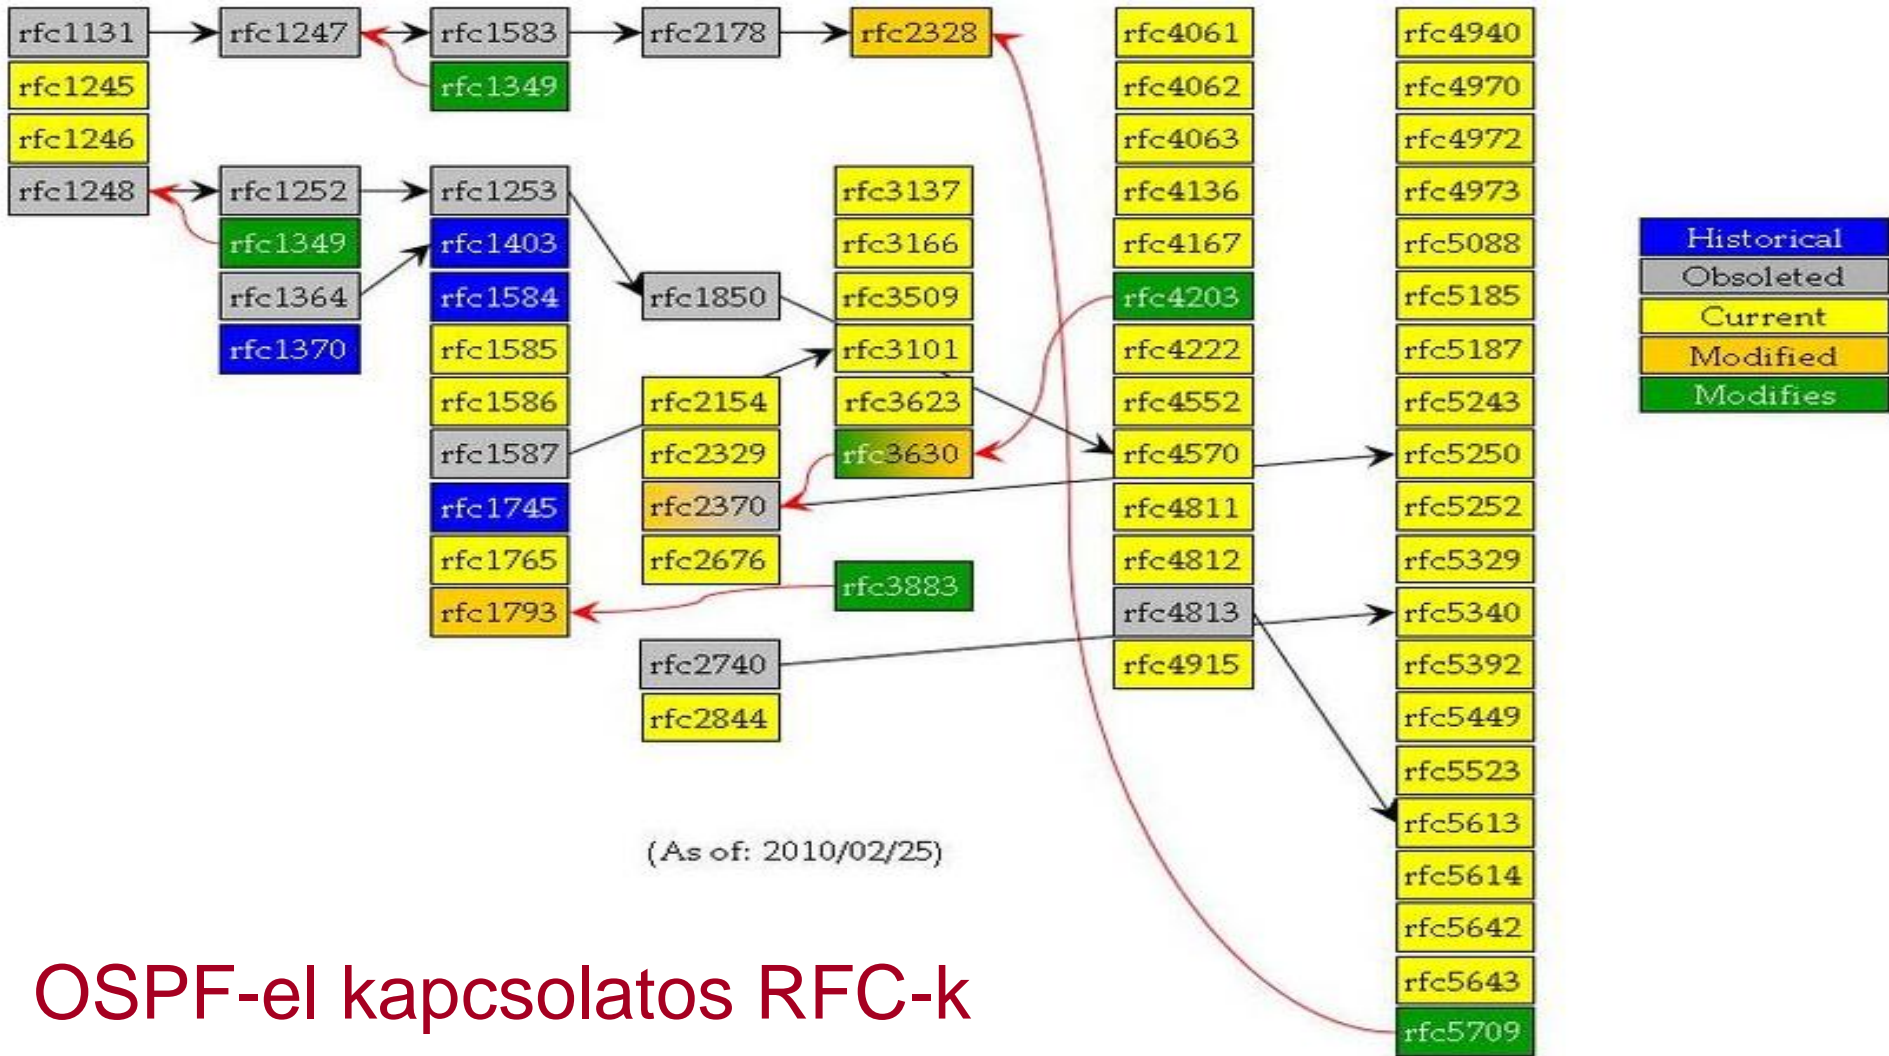 rfc1131 rfc1247 rfc1583 rfc2178 rfc2328 rfc4061 rfc4940
rfc1245 rfc1349 rfc4062 rfc4970
rfc1246 rfc4063 rfc4972
rfc1248 rfc1252 rfc1253 rfc3137 rfc4136 rfc4973
rfc1349 rfc1403 rfc3166 rfc4167 rfc5088 Historical
rfc1364 rfc1584 rfc1850 rfc3509 rfc4203 rfc5185 Obsoleted
rfc1370 rfc1585 rfc3101 rfc4222 rfc5187 Current
rfc1586 rfc2154 rfc3623 rfc4552 rfc5243 Modified
rfc1587 rfc2329 rfc3630 rfc4570 rfc5250 Modifies
rfc1745 rfc2370 rfc4811 rfc5252
rfc1765 rfc2676 rfc3883 rfc4812 rfc5329
rfc1793 rfc4813 rfc5340
rfc2740 rfc4915 rfc5392
rfc2844 rfc5449
rfc5523
rfc5613
(As of: 2010/02/25)
rfc5614
rfc5642
rfc5643
OSPF-el kapcsolatos RFC-k
rfc5709